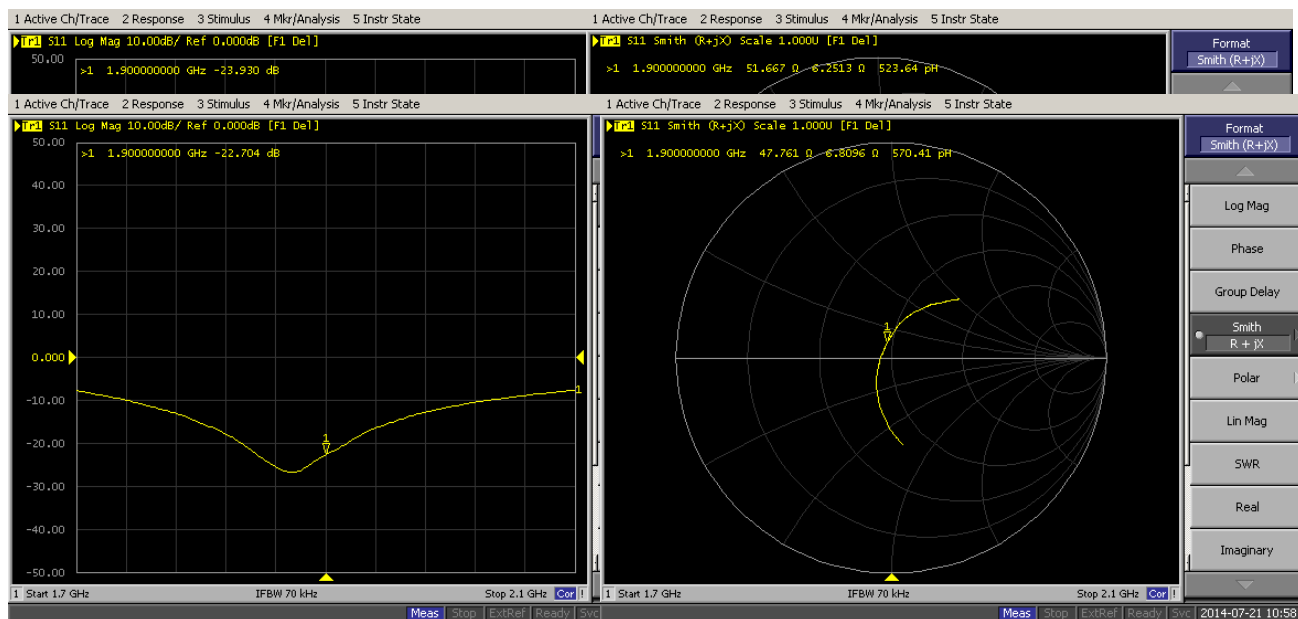 1 Active Ch/Trace 2 Response 3 Stimulus 4 Mkr/Analysis 5 Instr State
Tr1 S11 Log Mag 10.00dB/ Ref 0.000dB [F1 Del]
50.00
>1 1.900000000 GHz -23.930 dB
1 Active Ch/Trace 2 Response 3 Stimulus 4 Mkr/Analysis 5 Instr State
Tr1 S11 Smith (R+jX) Scale 1.000U [F1 Del]
>1 1.900000000 GHz 51.667 Ω 6.2513 Ω 523.64 pH
Format
Smith (R+jX)
1 Active Ch/Trace 2 Response 3 Stimulus 4 Mkr/Analysis 5 Instr State
Tr1 S11 Log Mag 10.00dB/ Ref 0.000dB [F1 Del]
50.00
>1 1.900000000 GHz -22.704 dB
40.00
30.00
20.00
10.00
0.000
-10.00
-20.00
-30.00
-40.00
-50.00
1
1
1 Start 1.7 GHz IFBW 70 kHz Stop 2.1 GHz Cor !
Meas Stop ExtRef Ready Svc
1 Active Ch/Trace 2 Response 3 Stimulus 4 Mkr/Analysis 5 Instr State
Tr1 S11 Smith (R+jX) Scale 1.000U [F1 Del]
>1 1.900000000 GHz 47.761 Ω 6.8096 Ω 570.41 pH
1
1 Start 1.7 GHz IFBW 70 kHz Stop 2.1 GHz Cor !
Meas Stop ExtRef Ready Svc 2014-07-21 10:58
Format
Smith (R+jX)
Log Mag
Phase
Group Delay
Smith
R + jX
Polar
Lin Mag
SWR
Real
Imaginary